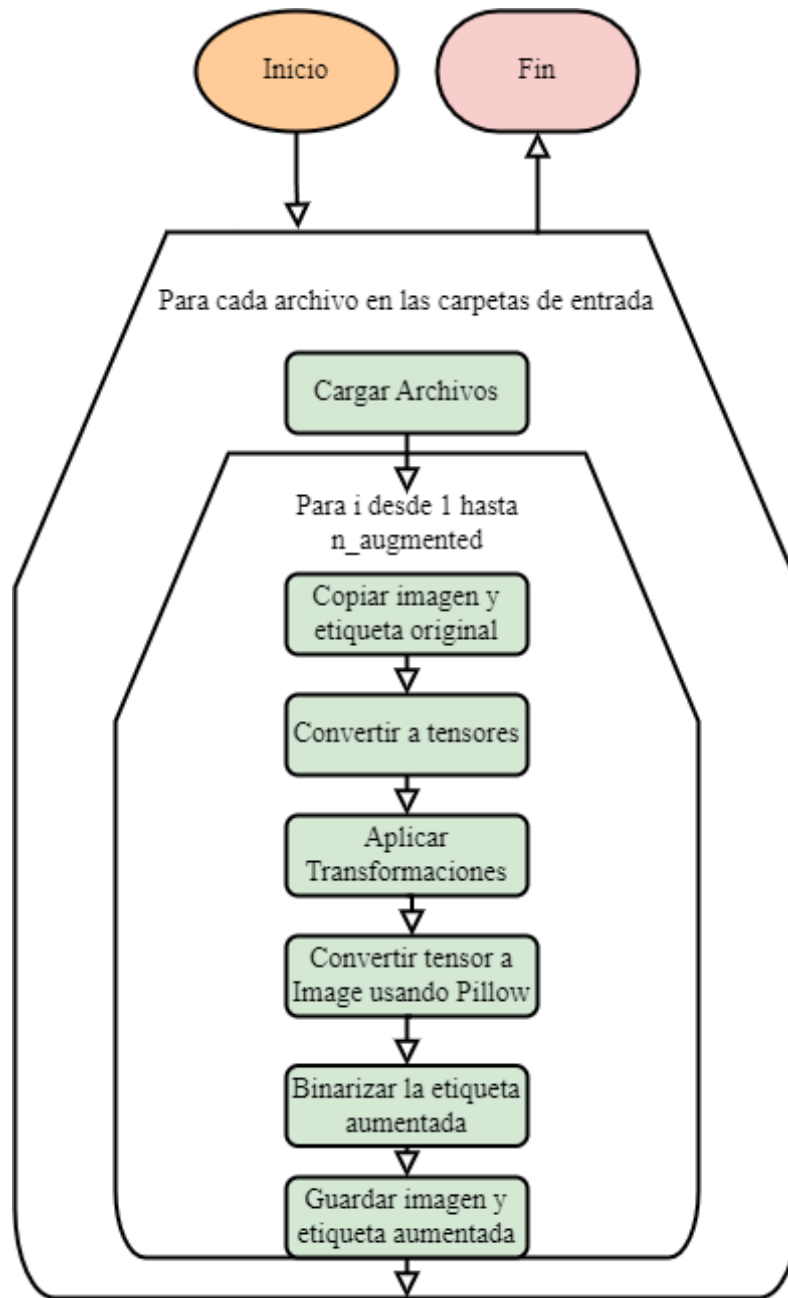 Inicio
Fin
Para cada archivo en las carpetas de entrada
Cargar Archivos
Para i desde 1 hasta
n_augmented
Copiar imagen y
etiqueta original
Convertir a tensores
Aplicar
Transformaciones
Convertir tensor a
Image usando Pillow
Binarizar la etiqueta
aumentada
Guardar imagen y
etiqueta aumentada